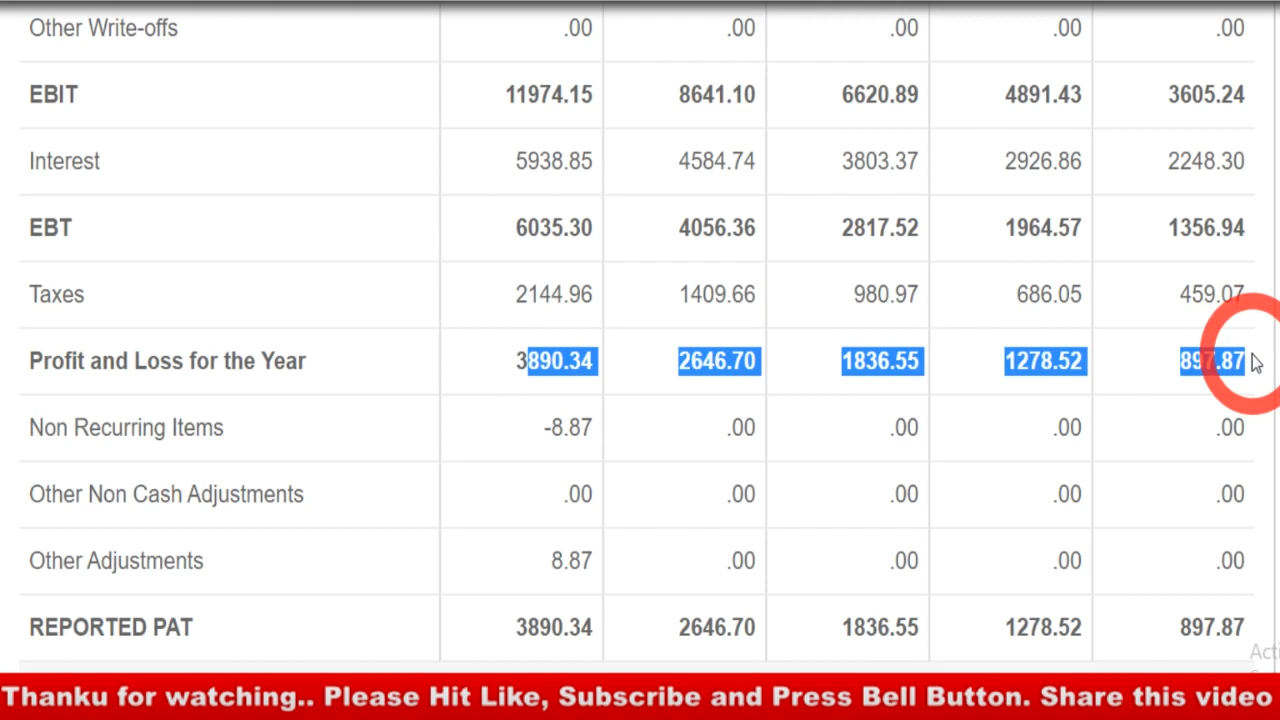 Other Write-offs .00 .00 .00 .00 .00
EBIT 11974.15 8641.10 6620.89 4891.43 3605.24
Interest 5938.85 4584.74 3803.37 2926.86 2248.30
EBT 6035.30 4056.36 2817.52 1964.57 1356.94
Taxes 2144.96 1409.66 980.97 686.05 459.07
Profit and Loss for the Year 3890.34 2646.70 1836.55 1278.52 897.87
Non Recurring Items -8.87 .00 .00 .00 .00
Other Non Cash Adjustments .00 .00 .00 .00 .00
Other Adjustments 8.87 .00 .00 .00 .00
REPORTED PAT 3890.34 2646.70 1836.55 1278.52 897.87
Acti
Thanku for watching.. Please Hit Like, Subscribe and Press Bell Button. Share this video